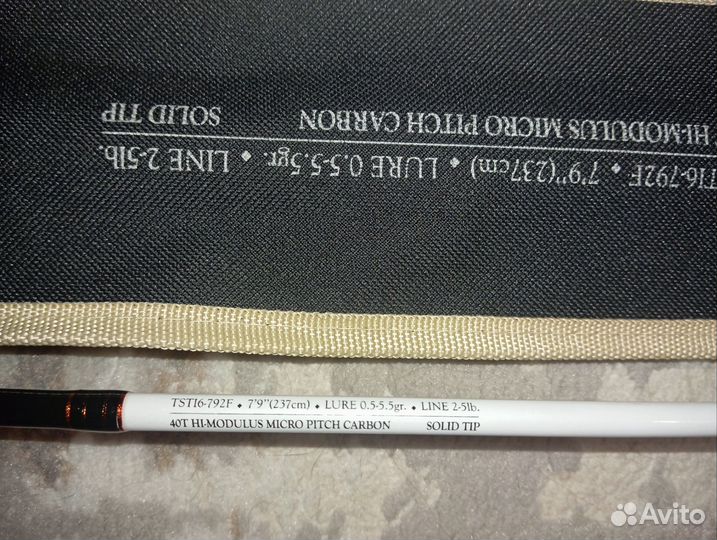 TST16-792F ⬥ 7'9"(237cm) ⬥ LURE 0.5-5.5gr. ⬥ LINE 2-5lb.
HI-MODULUS MICRO PITCH CARBON SOLID TIP
TST16-792F ⬥ 7'9''(237cm) ⬥ LURE 0.5-5.5gr. ⬥ LINE 2-5lb.
40T HI-MODULUS MICRO PITCH CARBON SOLID TIP
Avito